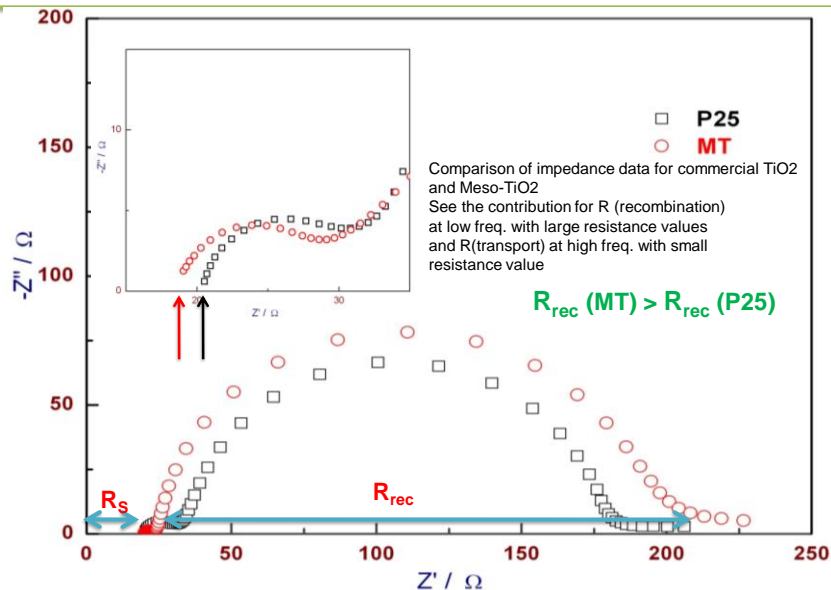 200
150
100
50
0
-Z'' / Ω
0
50
100
150
200
250
Z' / Ω
10
0
-Z'' / Ω
20
30
Z' / Ω
P25
MT
Comparison of impedance data for commercial TiO2
and Meso-TiO2
See the contribution for R (recombination)
at low freq. with large resistance values
and R(transport) at high freq. with small
resistance value
Rrec (MT) > Rrec (P25)
RS
Rrec